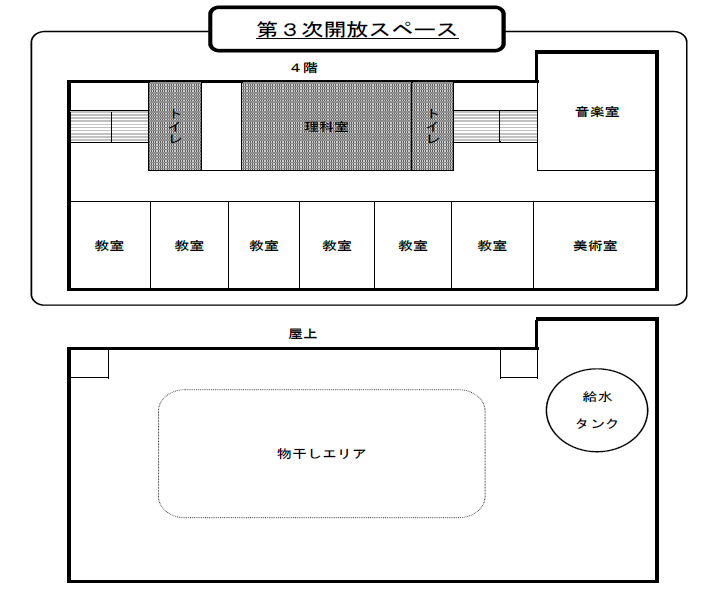 第３次開放スペース
４階
トイレ
理科室
トイレ
音楽室
教室
教室
教室
教室
教室
教室
美術室
屋上
給水
タンク
物干しエリア